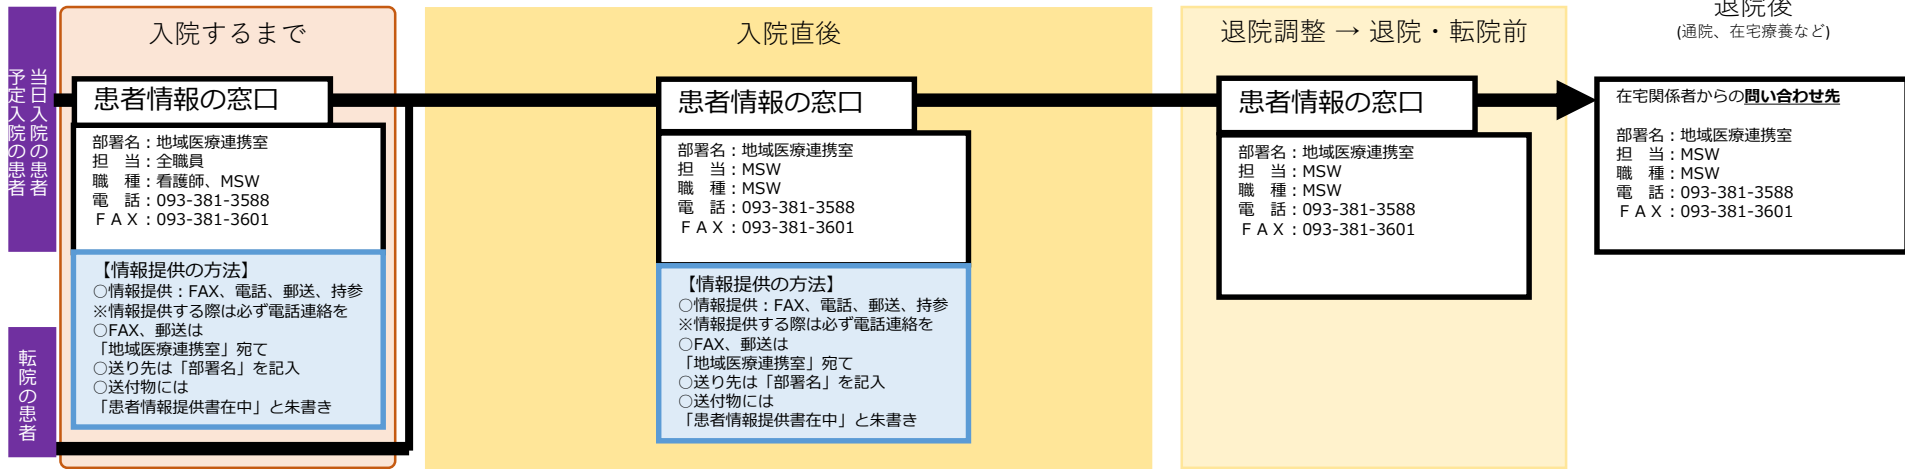 当日入院の患者
予定入院の患者
転院の患者
入院するまで
患者情報の窓口
部署名：地域医療連携室
担　当：全職員
職　種：看護師、MSW
電　話：093-381-3588
ＦＡＸ：093-381-3601
【情報提供の方法】
○情報提供：FAX、電話、郵送、持参
※情報提供する際は必ず電話連絡を
○FAX、郵送は
「地域医療連携室」宛て
○送り先は「部署名」を記入
○送付物には
「患者情報提供書在中」と朱書き
入院直後
患者情報の窓口
部署名：地域医療連携室
担　当：MSW
職　種：MSW
電　話：093-381-3588
ＦＡＸ：093-381-3601
【情報提供の方法】
○情報提供：FAX、電話、郵送、持参
※情報提供する際は必ず電話連絡を
○FAX、郵送は
「地域医療連携室」宛て
○送り先は「部署名」を記入
○送付物には
「患者情報提供書在中」と朱書き
退院調整 → 退院・転院前
患者情報の窓口
部署名：地域医療連携室
担　当：MSW
職　種：MSW
電　話：093-381-3588
ＦＡＸ：093-381-3601
退院後
(通院、在宅療養など)
在宅関係者からの問い合わせ先
部署名：地域医療連携室
担　当：MSW
職　種：MSW
電　話：093-381-3588
ＦＡＸ：093-381-3601